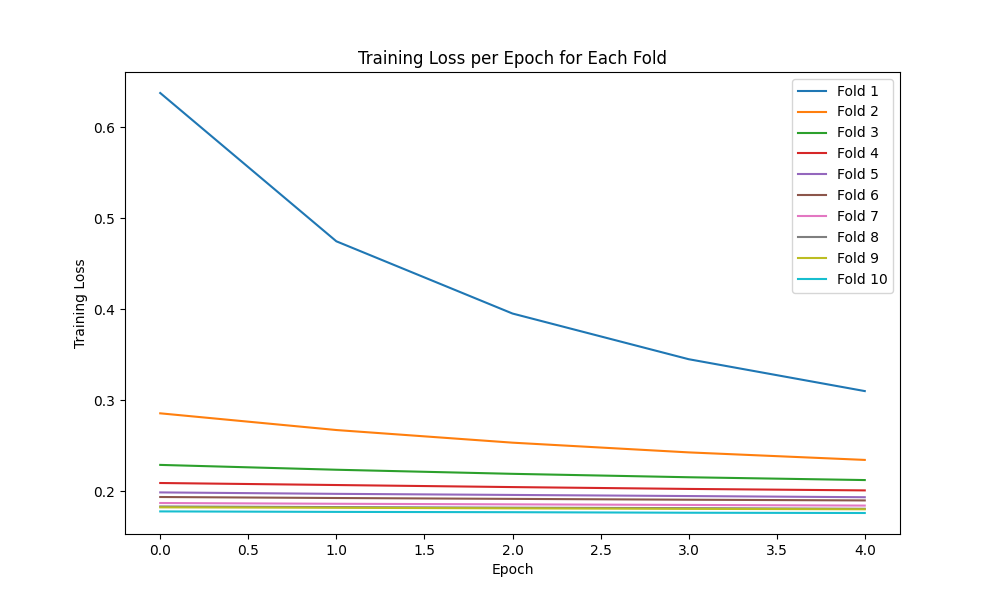 Training Loss per Epoch for Each Fold
Training Loss
0.6
0.5
0.4
0.3
0.2
Fold 1
Fold 2
Fold 3
Fold 4
Fold 5
Fold 6
Fold 7
Fold 8
Fold 9
Fold 10
0.0 0.5 1.0 1.5 2.0 2.5 3.0 3.5 4.0
Epoch